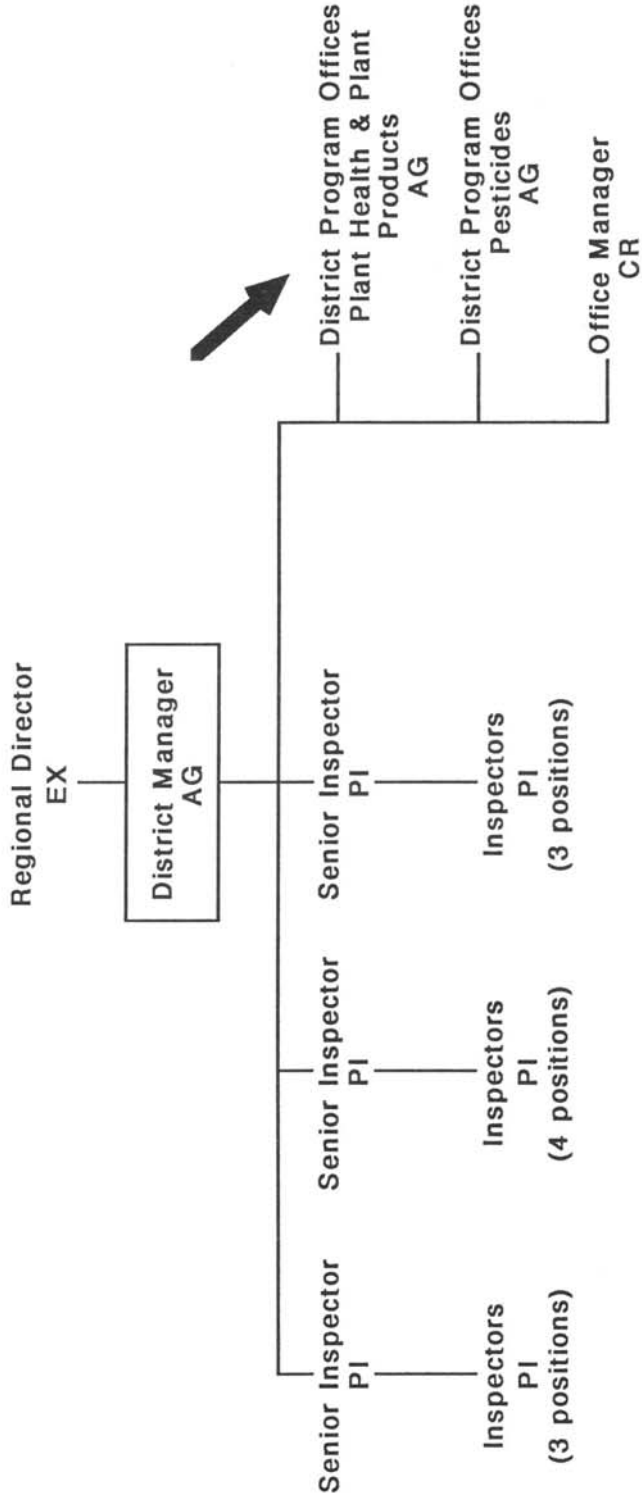 Regional Director
EX
District Manager
AG
Senior Inspector
PI
Inspectors
PI
(3 positions)
Senior Inspector
PI
Inspectors
PI
(4 positions)
Senior Inspector
PI
Inspectors
PI
(3 positions)
District Program Offices
Plant Health & Plant
Products
AG
District Program Offices
Pesticides
AG
Office Manager
CR